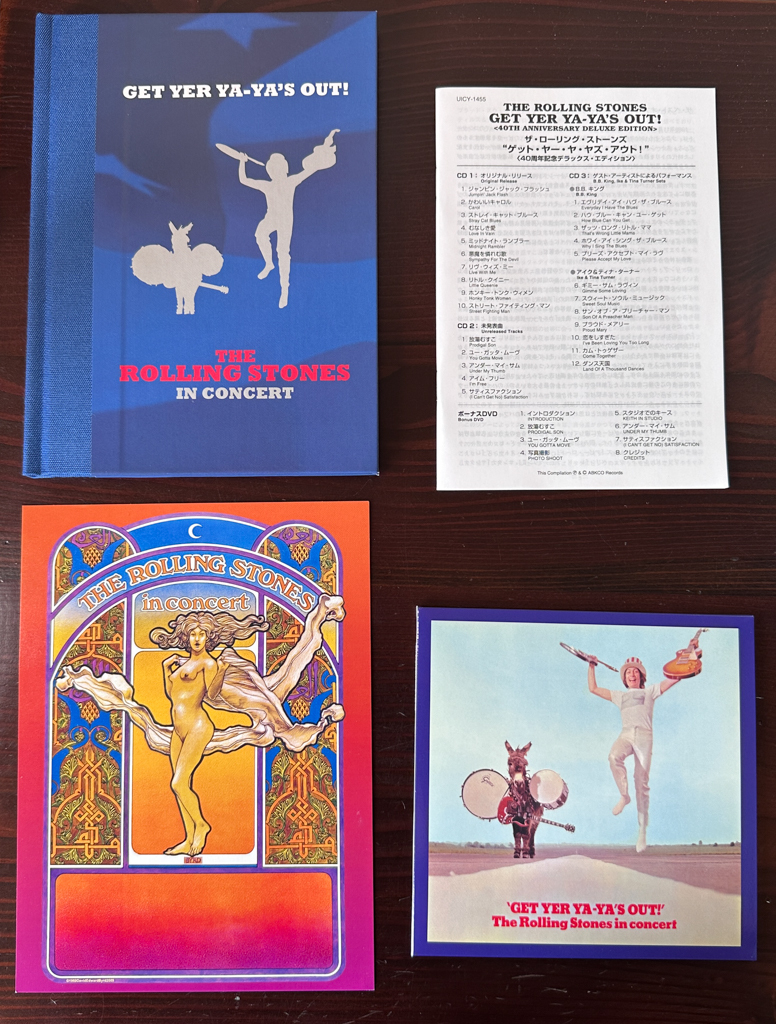 GET YER YA-YA'S OUT!
THE
ROLLING STONES
IN CONCERT
UICY-1455
THE ROLLING STONES
GET YER YA-YA'S OUT!
<40TH ANNIVERSARY DELUXE EDITION>
ザ・ローリング・ストーンズ
"ゲット・ヤー・ヤ・ヤズ・アウト!"
〈40周年記念デラックス・エディション〉
CD 1：オリジナル・リリース
Original Release
1. ジャンピン・ジャック・フラッシュ
Jumpin' Jack Flash
2. かわいいキャロル
Carol
3. ストレイ・キャット・ブルース
Stray Cat Blues
4. むなしき愛
Love In Vain
5. ミッドナイト・ランブラー
Midnight Rambler
6. 悪魔を憐れむ歌
Sympathy For The Devil
7. リヴ・ウィズ・ミー
Live With Me
8. リトル・クイニー
Little Queenie
9. ホンキー・トンク・ウィメン
Honky Tonk Women
10. ストリート・ファイティング・マン
Street Fighting Man
CD 2：未発表曲
Unreleased Tracks
1. 放蕩むすこ
Prodigal Son
2. ユー・ガッタ・ムーヴ
You Gotta Move
3. アンダー・マイ・サム
Under My Thumb
4. アイム・フリー
I'm Free
5. サティスファクション
(I Can't Get No) Satisfaction
CD 3：ゲスト・アーティストによるパフォーマンス
B.B. King, Ike & Tina Turner Sets
●B.B. キング
B.B. King
1. エヴリデイ・アイ・ハヴ・ザ・ブルース
Everyday I Have The Blues
2. ハウ・ブルー・キャン・ユー・ゲット
How Blue Can You Get
3. ザッツ・ロング・リトル・ママ
That's Wrong Little Mama
4. ホワイ・アイ・シング・ザ・ブルース
Why I Sing The Blues
5. プリーズ・アクセプト・マイ・ラヴ
Please Accept My Love
●アイク&ティナ・ターナー
Ike & Tina Turner
6. ギミー・サム・ラヴィン
Gimme Some Loving
7. スウィート・ソウル・ミュージック
Sweet Soul Music
8. サン・オブ・ア・プリーチャー・マン
Son Of A Preacher Man
9. プラウド・メアリー
Proud Mary
10. 恋をしすぎた
I've Been Loving You Too Long
11. カム・トゥゲザー
Come Together
12. ダンス天国
Land Of A Thousand Dances
ボーナスDVD
Bonus DVD
1. イントロダクション
INTRODUCTION
2. 放蕩むすこ
PRODIGAL SON
3. ユー・ガッタ・ムーヴ
YOU GOTTA MOVE
4. 写真撮影
PHOTO SHOOT
5. スタジオでのキース
KEITH IN STUDIO
6. アンダー・マイ・サム
UNDER MY THUMB
7. サティスファクション
(I CAN'T GET NO) SATISFACTION
8. クレジット
CREDITS
This Compilation ℗ & © ABKCO Records
THE ROLLING STONES
in concert
BYRD
'GET YER YA-YA'S OUT!'
The Rolling Stones in concert